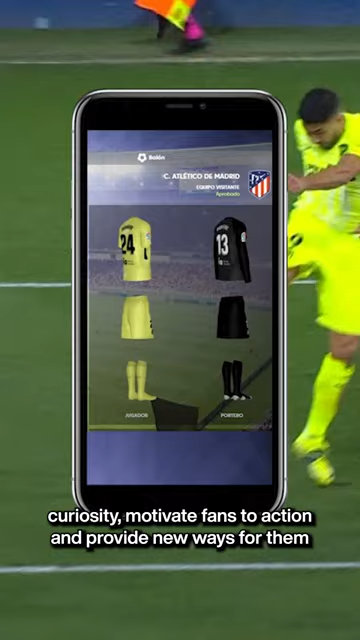 Balón
C. ATLÉTICO DE MADRID
EQUIPO VISITANTE
Aprobado
24
13
JUGADOR
PORTERO
curiosity, motivate fans to action
and provide new ways for them